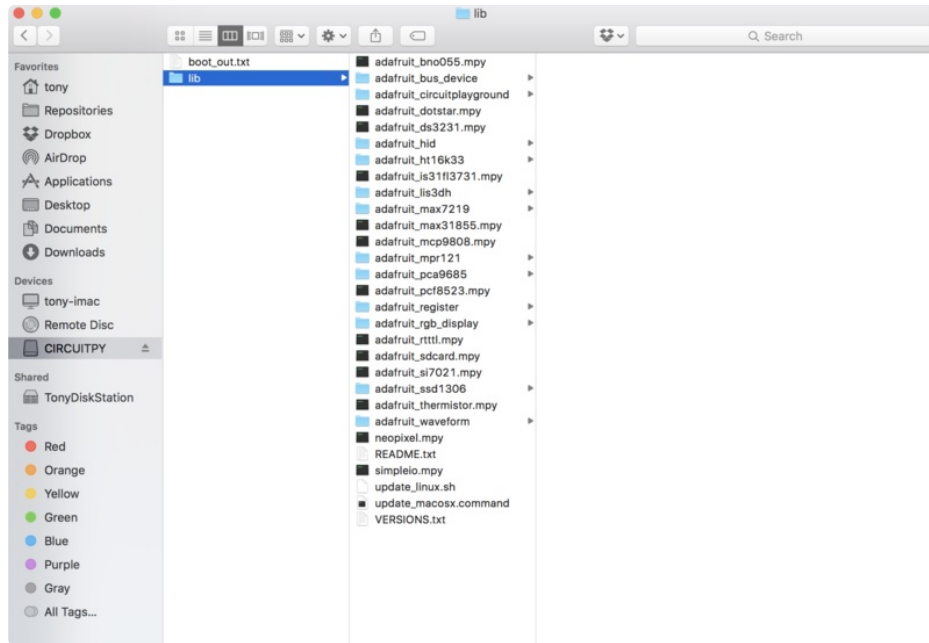 lib
Search
Favorites
tony
Repositories
Dropbox
AirDrop
Applications
Desktop
Documents
Downloads
Devices
tony-imac
Remote Disc
CIRCUITPY
Shared
TonyDiskStation
Tags
Red
Orange
Yellow
Green
Blue
Purple
Gray
All Tags...
boot_out.txt
lib
adafruit_bno055.mpy
adafruit_bus_device
adafruit_circuitplayground
adafruit_dotstar.mpy
adafruit_ds3231.mpy
adafruit_hid
adafruit_ht16k33
adafruit_is31fl3731.mpy
adafruit_lis3dh
adafruit_max7219
adafruit_max31855.mpy
adafruit_mcp9808.mpy
adafruit_mpr121
adafruit_pca9685
adafruit_pcf8523.mpy
adafruit_register
adafruit_rgb_display
adafruit_rtttl.mpy
adafruit_sdcard.mpy
adafruit_si7021.mpy
adafruit_ssd1306
adafruit_thermistor.mpy
adafruit_waveform
neopixel.mpy
README.txt
simpleio.mpy
update_linux.sh
update_macosx.command
VERSIONS.txt